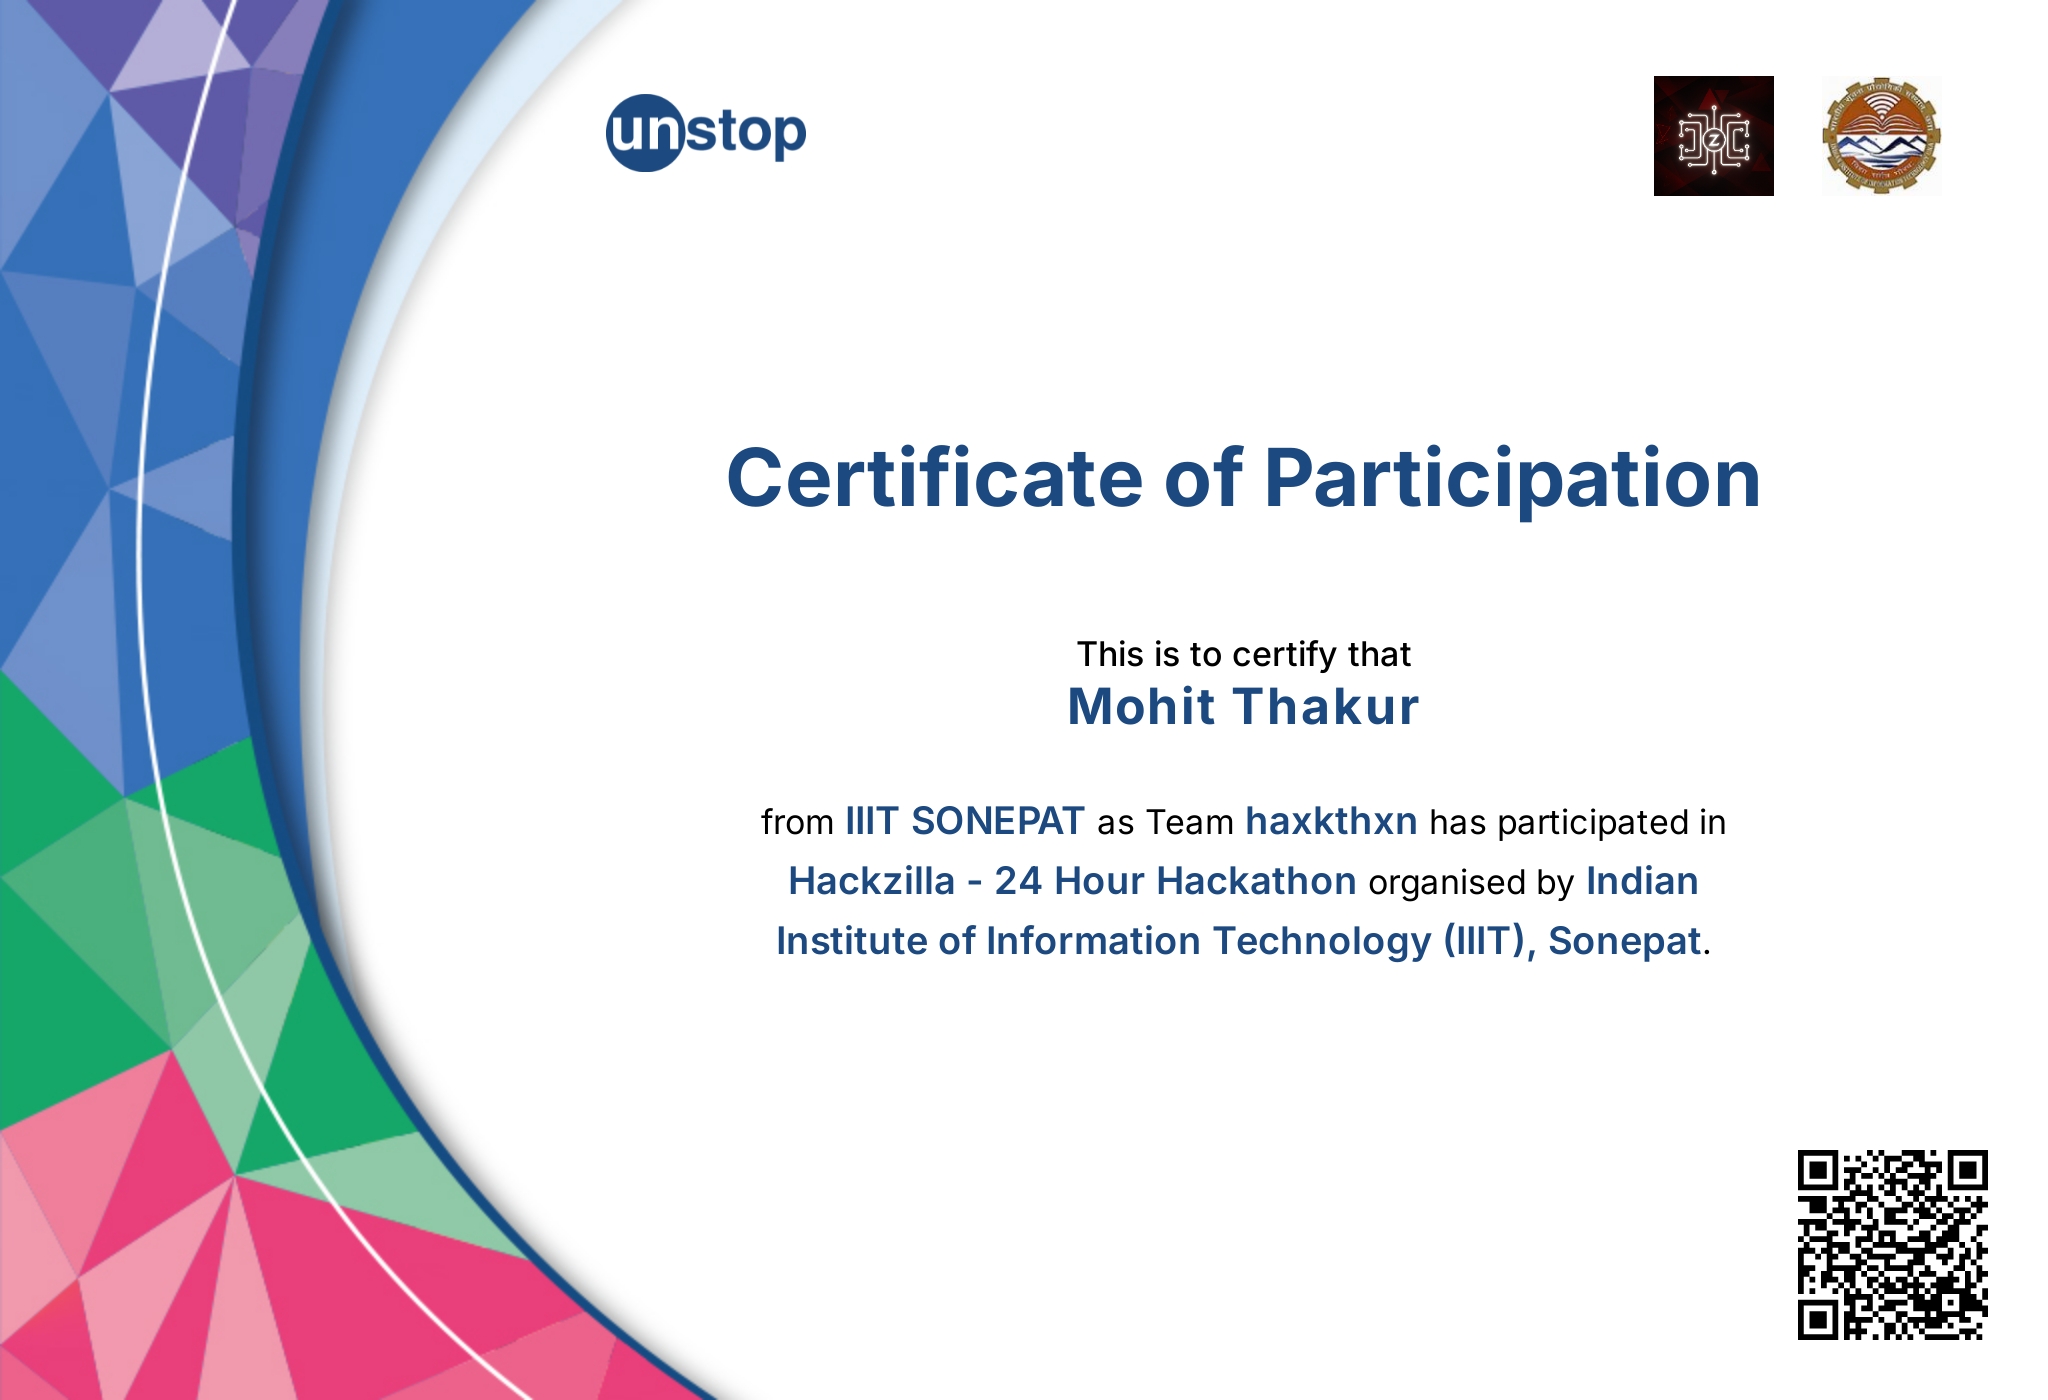 unstop
Z
Certificate of Participation
This is to certify that
Mohit Thakur
from IIIT SONEPAT as Team haxkthxn has participated in
Hackzilla - 24 Hour Hackathon organised by Indian
Institute of Information Technology (IIIT), Sonepat.